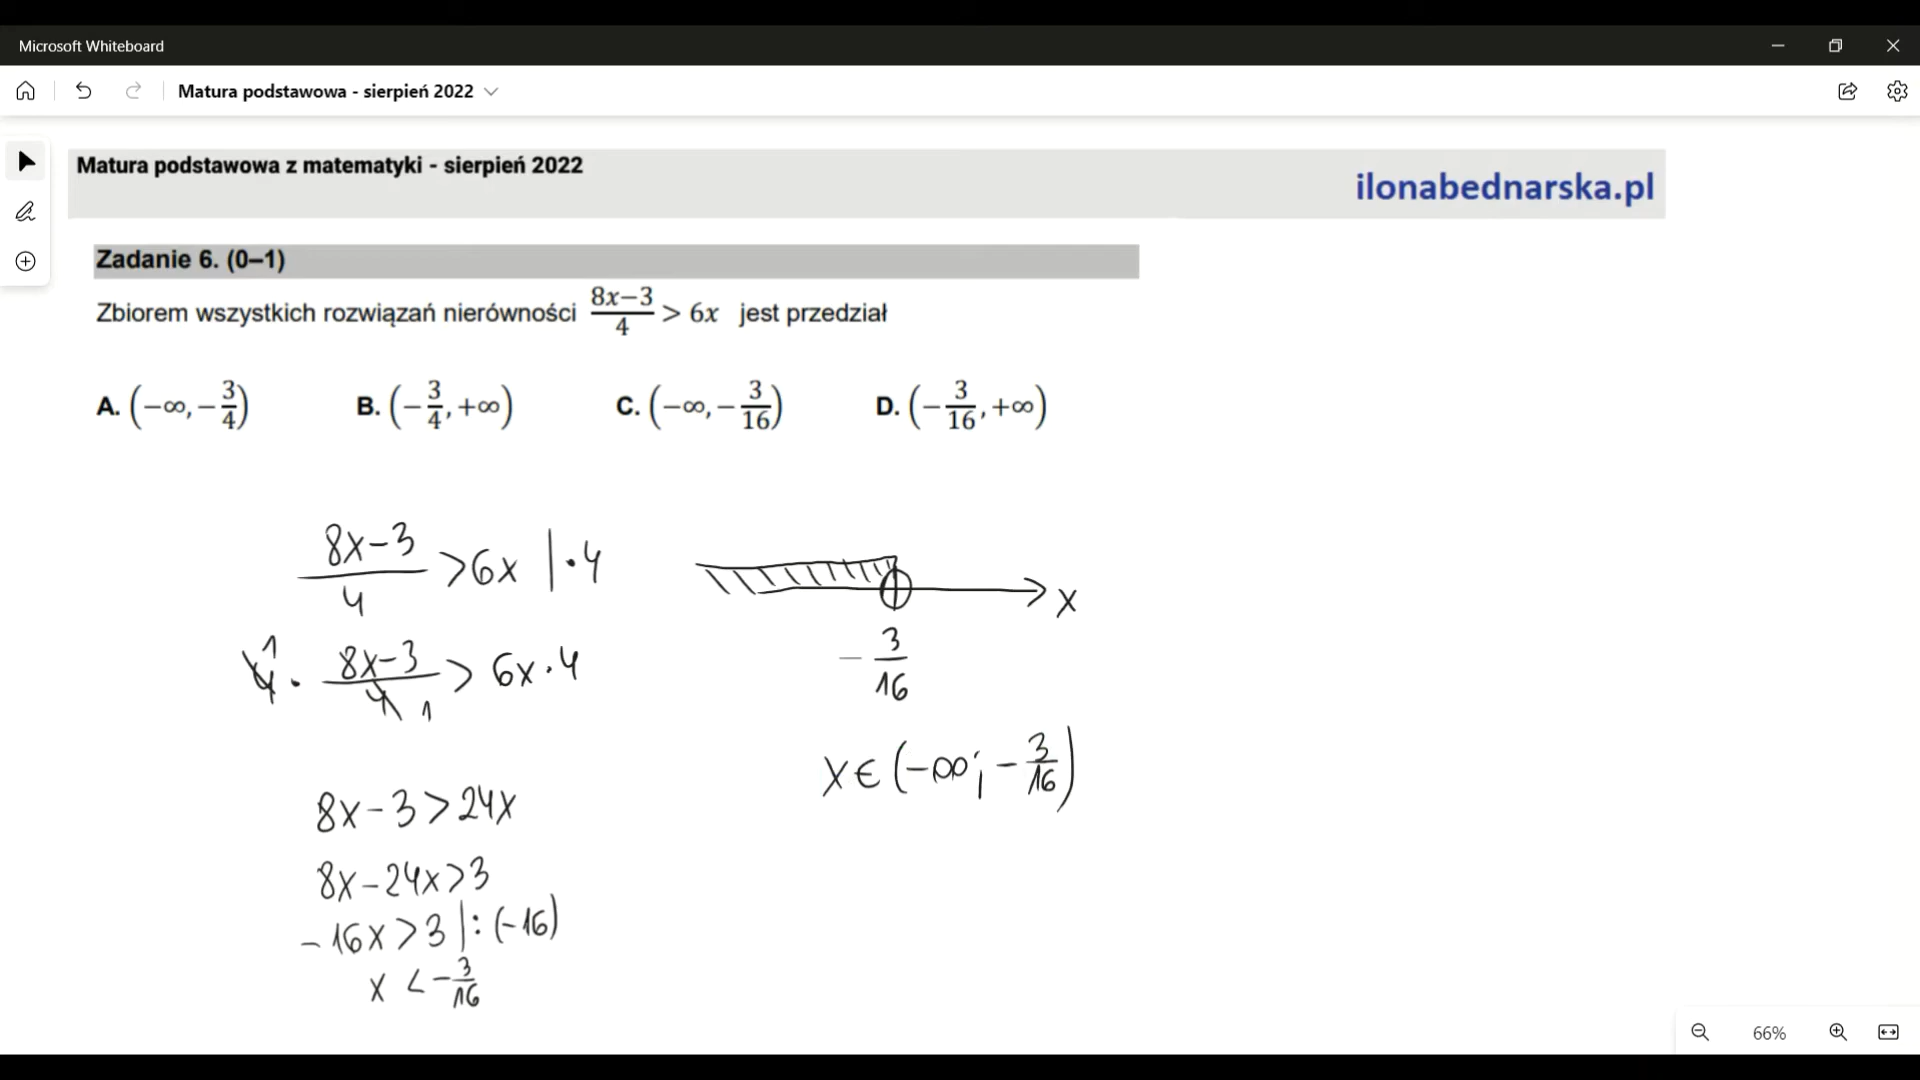 Microsoft Whiteboard
Matura podstawowa - sierpień 2022
Matura podstawowa z matematyki - sierpień 2022
ilonabednarska.pl
Zadanie 6. (0–1)
Zbiorem wszystkich rozwiązań nierówności (8x−3)/4 > 6x jest przedział
A. (−∞, −3/4) B. (−3/4, +∞) C. (−∞, −3/16) D. (−3/16, +∞)
(8x−3)/4 > 6x | · 4
4 1 · (8x−3)/4 1 > 6x · 4
8x − 3 > 24x
8x − 24x > 3
−16x > 3 | : (−16)
x < −3/16
x
−3/16
x ∈ (−∞; −3/16)
66%